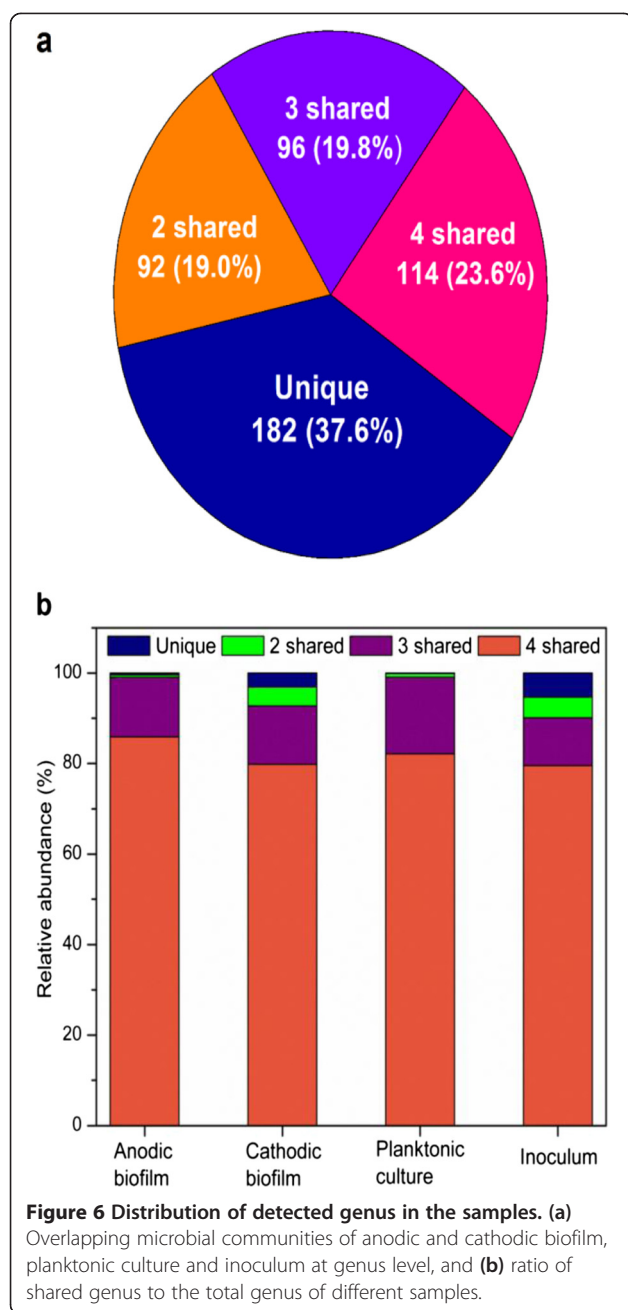 a
3 shared
96 (19.8%)
2 shared
92 (19.0%)
4 shared
114 (23.6%)
Unique
182 (37.6%)
b
Unique 2 shared 3 shared 4 shared
100
80
60
40
20
0
Relative abundance (%)
Anodic
biofilm
Cathodic
biofilm
Planktonic
culture
Inoculum
Figure 6 Distribution of detected genus in the samples. (a)
Overlapping microbial communities of anodic and cathodic biofilm,
planktonic culture and inoculum at genus level, and (b) ratio of
shared genus to the total genus of different samples.